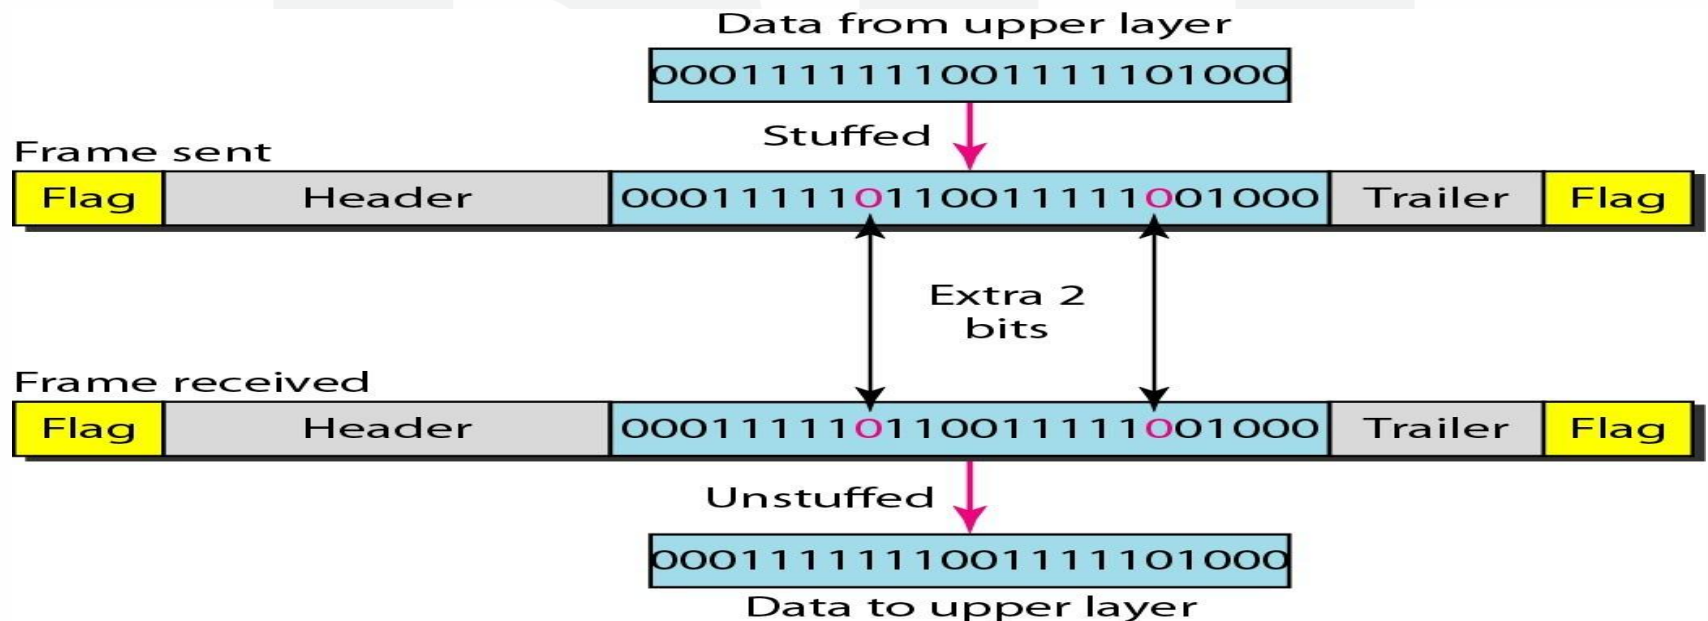 Data from upper layer
0001111111001111101000
Stuffed
Frame sent
Flag Header 000111110110011111001000 Trailer Flag
Extra 2
bits
Frame received
Flag Header 000111110110011111001000 Trailer Flag
Unstuffed
0001111111001111101000
Data to upper layer